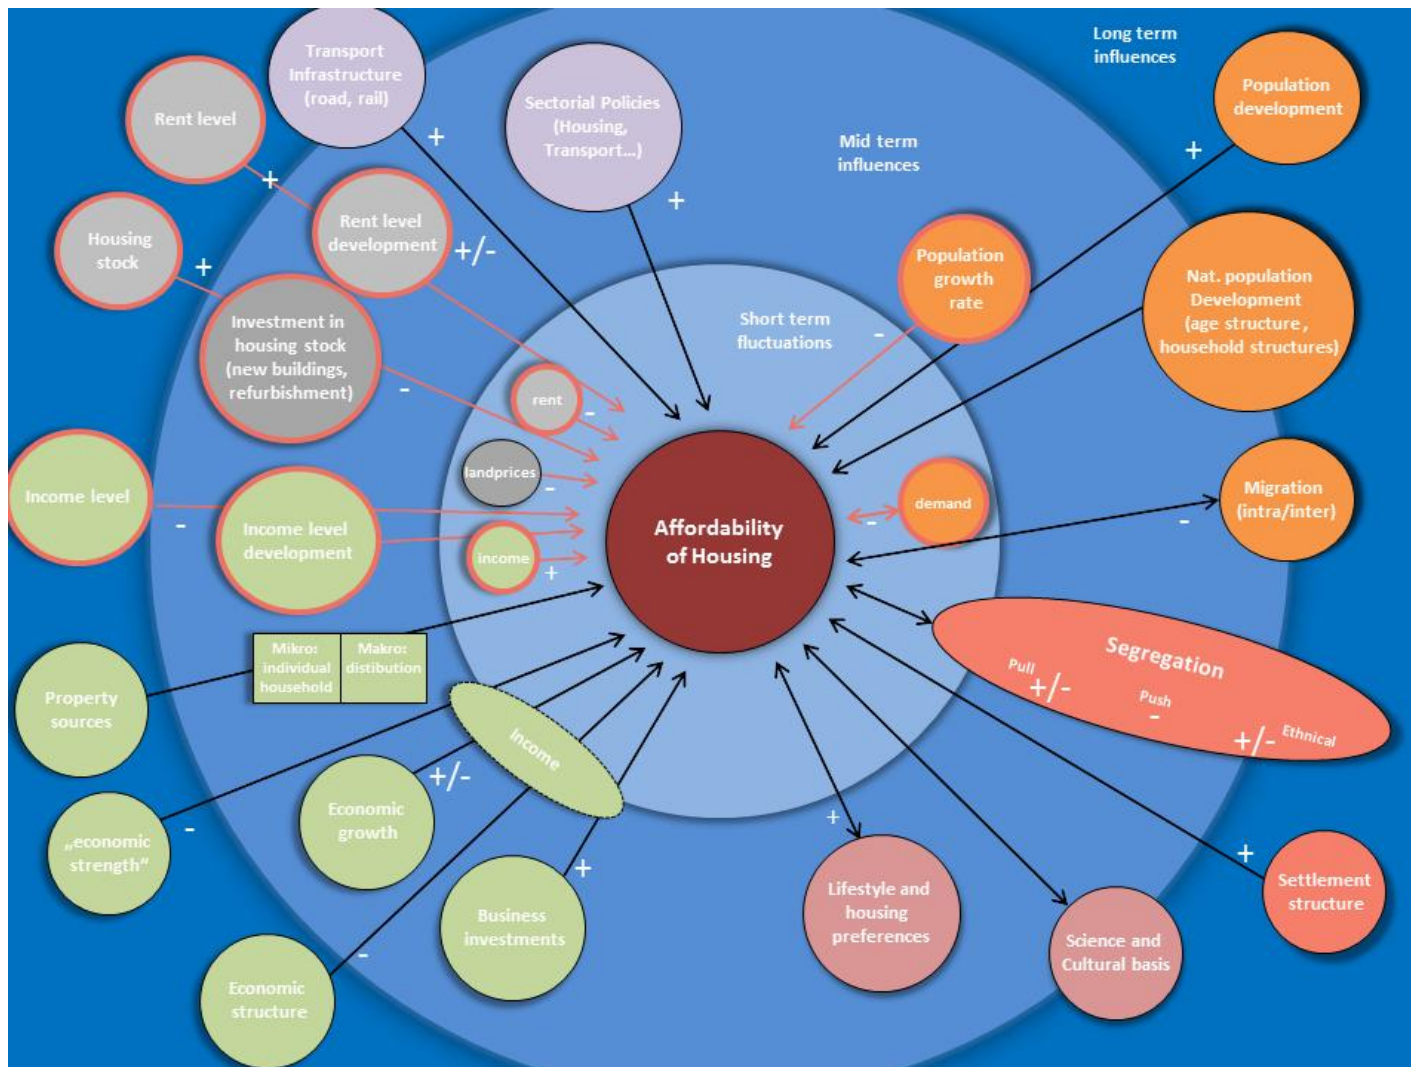 Long term
influences
Transport
Infrastructure
(road, rail)
Population
development
Rent level
Sectorial Policies
(Housing,
Transport...)
Mid term
influences
+
+
+
+
Rent level
development
+/-
Housing
stock
+
Population
growth
rate
-
Nat. population
Development
(age structure ,
household structures)
Short term
fluctuations
Investment in
housing stock
(new buildings,
refurbishment)
-
rent
-
landprices
-
Income level
-
Income level
development
income
+
Affordability
of Housing
demand
-
Migration
(intra/inter)
-
Mikro:
individual
household
Makro:
distibution
Property
sources
Segregation
Pull
+/-
Push
-
+/-
Ethnical
Income
+/-
Economic
growth
„economic
strength“
-
+
Business
investments
+
Lifestyle and
housing
preferences
+
Settlement
structure
Science and
Cultural basis
-
Economic
structure